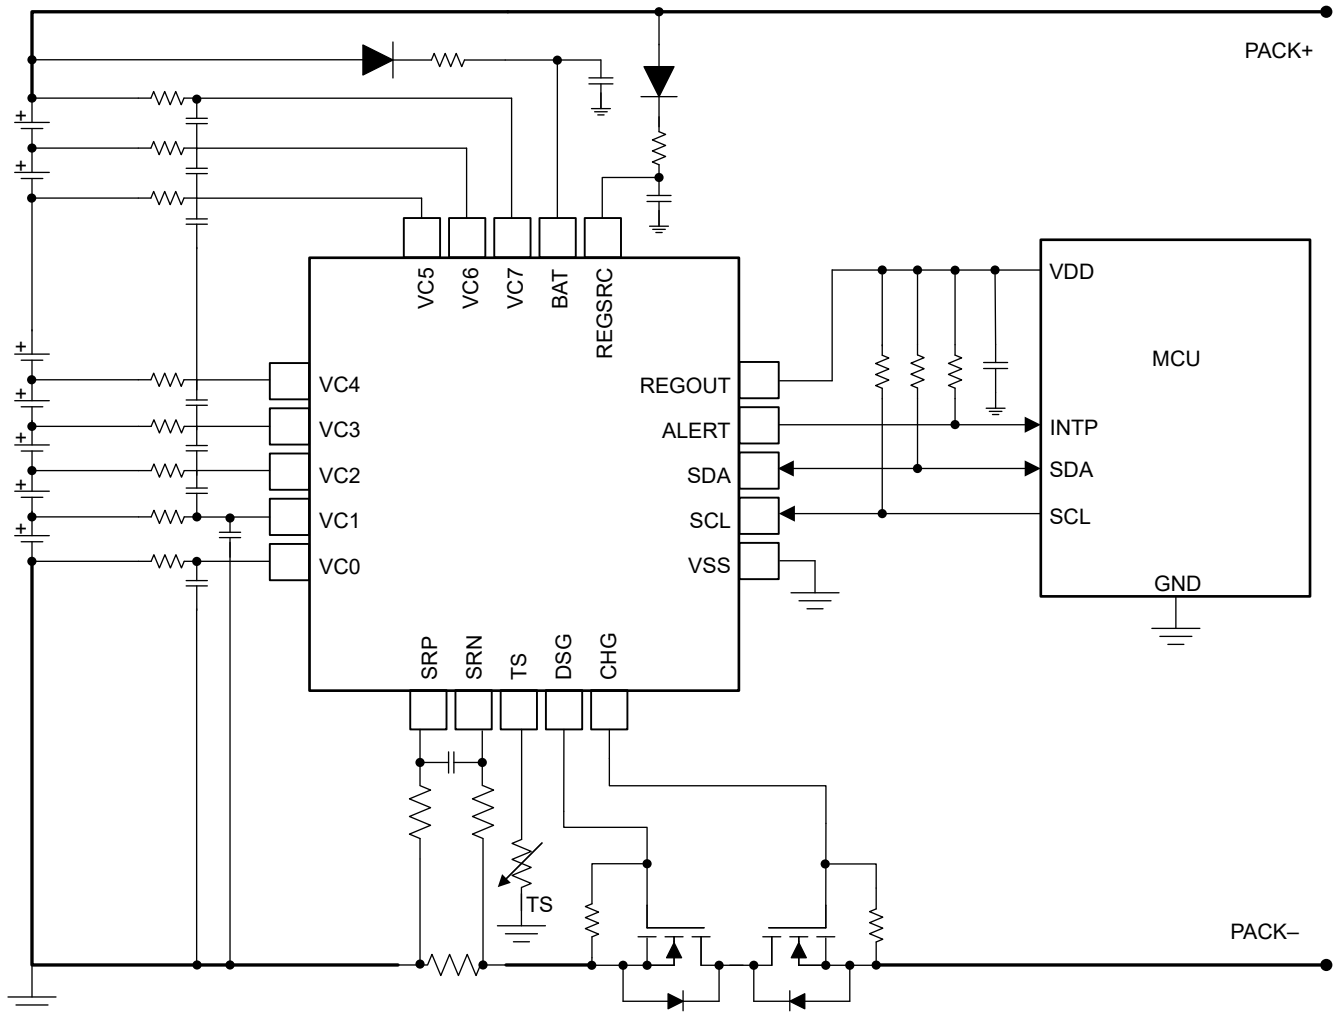 PACK+
+
+
VC5
VC6
VC7
BAT
REGSRC
VDD
MCU
+
VC4
REGOUT
+
VC3
ALERT
INTP
+
VC2
SDA
SDA
+
VC1
SCL
SCL
+
VC0
VSS
GND
SRP
SRN
TS
DSG
CHG
TS
PACK–